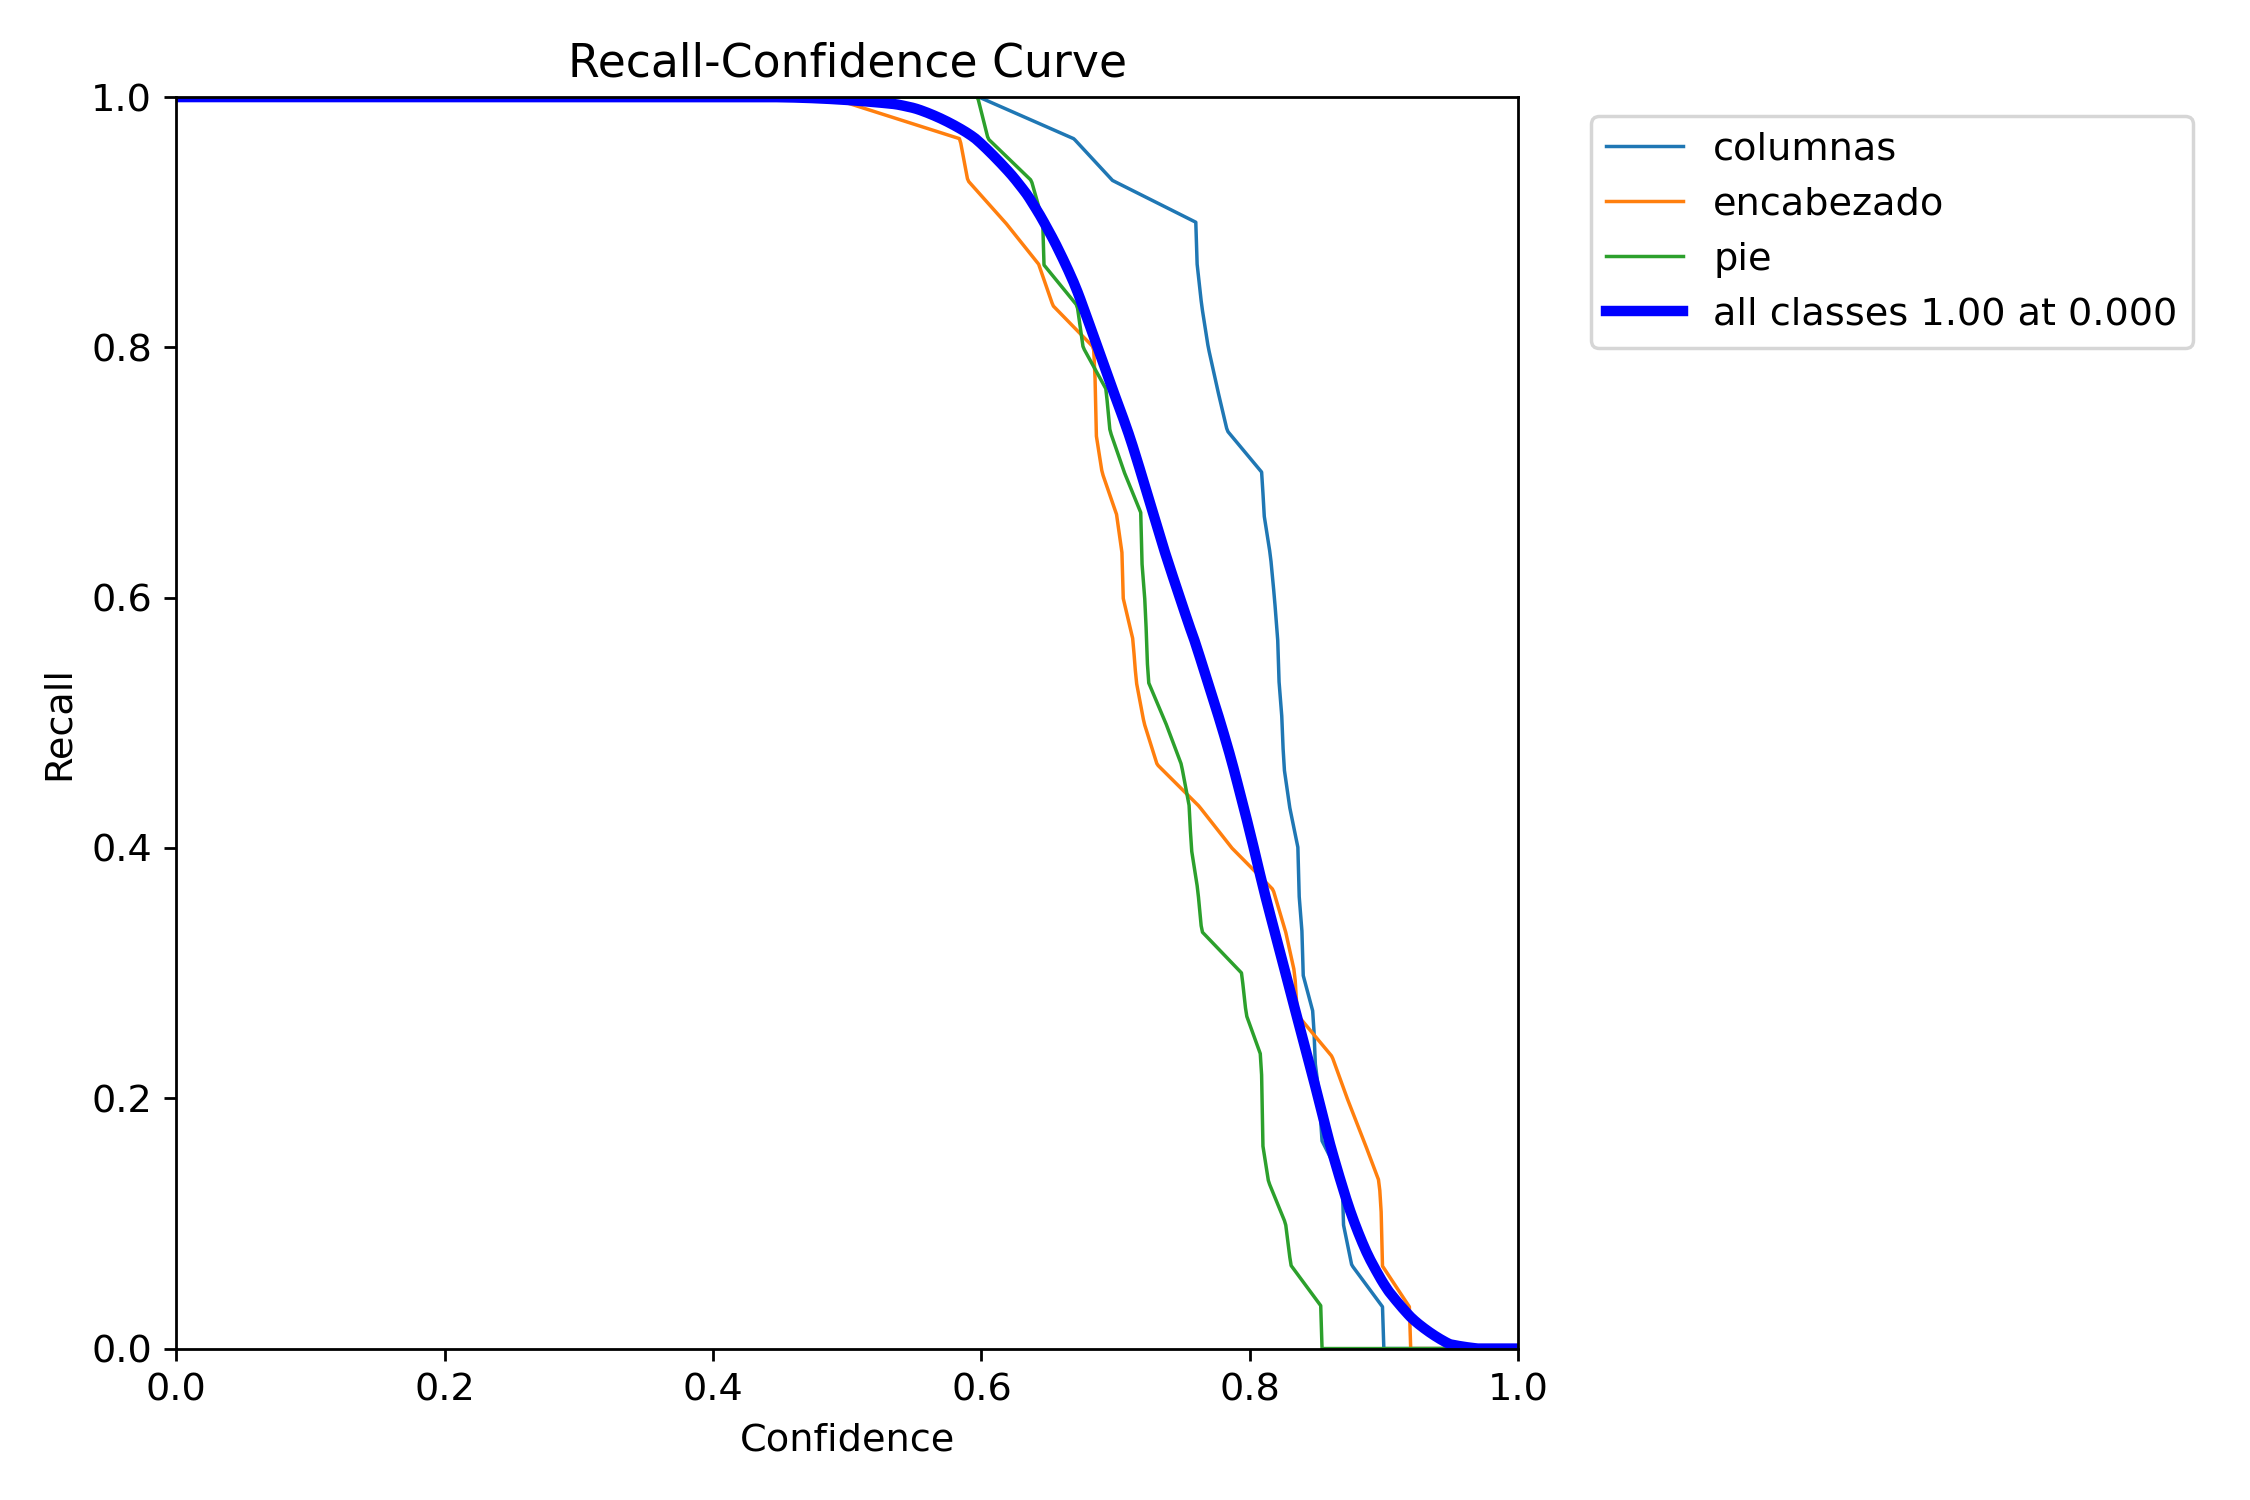 Recall-Confidence Curve
1.0
0.8
0.6
0.4
0.2
0.0
Recall
0.0 0.2 0.4 0.6 0.8 1.0
Confidence
columnas
encabezado
pie
all classes 1.00 at 0.000